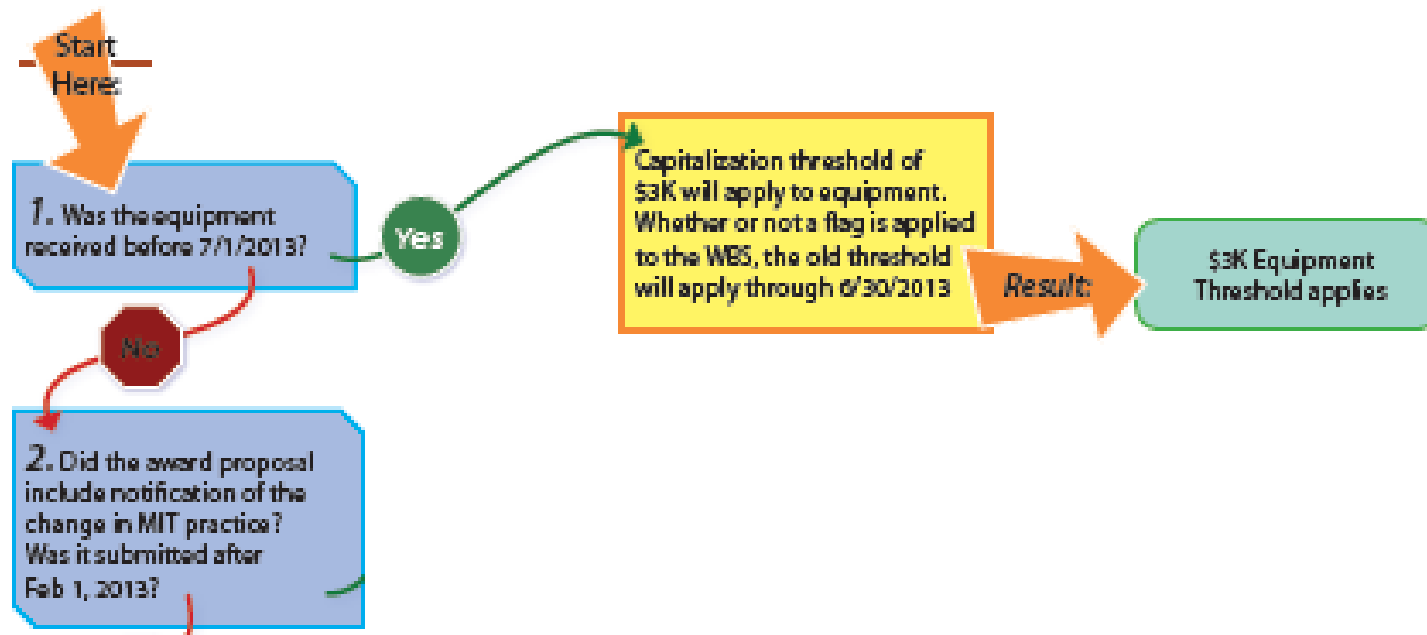 Start
Here:
1. Was the equipment
received before 7/1/2013?
Yes
Capitalization threshold of
$3K will apply to equipment.
Whether or not a flag is applied
to the WBS, the old threshold
will apply through 6/30/2013
Result:
$3K Equipment
Threshold applies
No
2. Did the award proposal
include notification of the
change in MIT practice?
Was it submitted after
Feb 1, 2013?